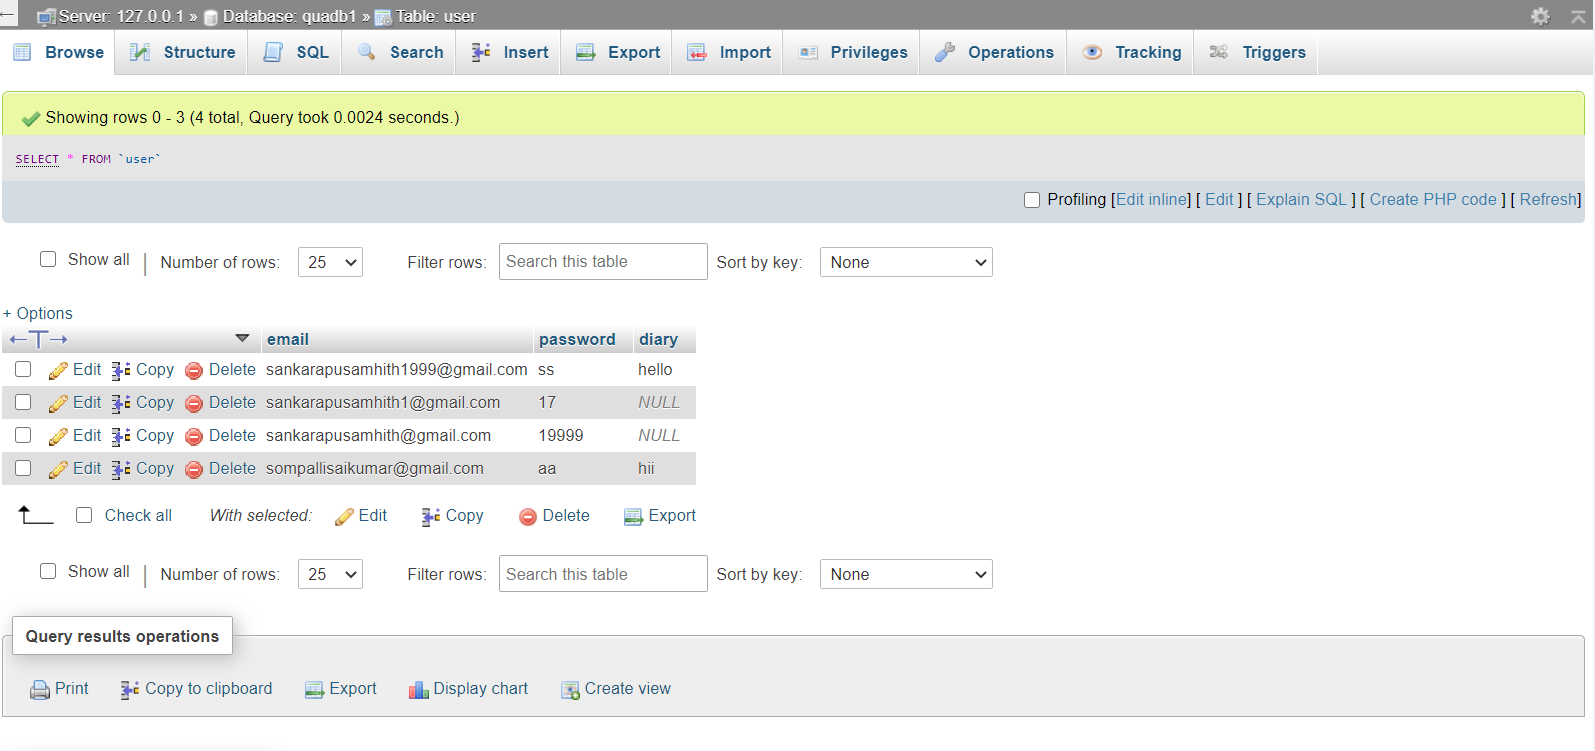 Server: 127.0.0.1 » Database: quadb1 » Table: user
Browse Structure SQL Search Insert Export Import Privileges Operations Tracking Triggers
Showing rows 0 - 3 (4 total, Query took 0.0024 seconds.)
SELECT * FROM `user`
Profiling [Edit inline] [ Edit ] [ Explain SQL ] [ Create PHP code ] [ Refresh]
Show all | Number of rows: 25 Filter rows: Search this table Sort by key: None
+ Options
←T→ email password diary
Edit Copy Delete sankarapusamhith1999@gmail.com ss hello
Edit Copy Delete sankarapusamhith1@gmail.com 17 NULL
Edit Copy Delete sankarapusamhith@gmail.com 19999 NULL
Edit Copy Delete sompallisaikumar@gmail.com aa hii
Check all With selected: Edit Copy Delete Export
Show all | Number of rows: 25 Filter rows: Search this table Sort by key: None
Query results operations
Print Copy to clipboard Export Display chart Create view